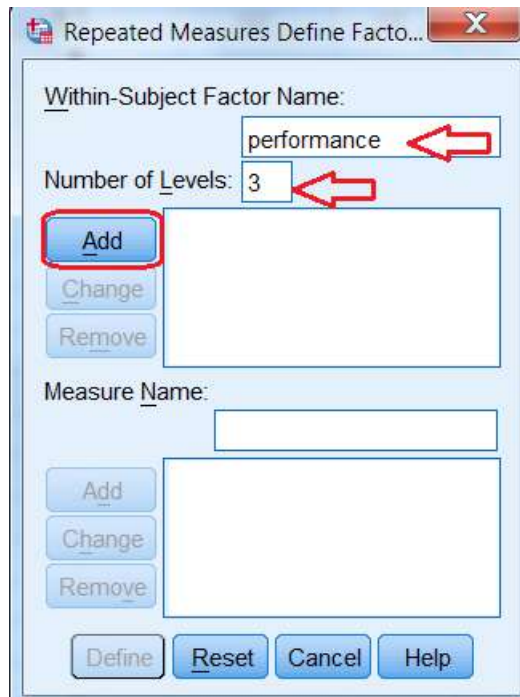 Repeated Measures Define Facto...
X
Within-Subject Factor Name:
performance
Number of Levels: 3
Add
Change
Remove
Measure Name:
Add
Change
Remove
Define Reset Cancel Help